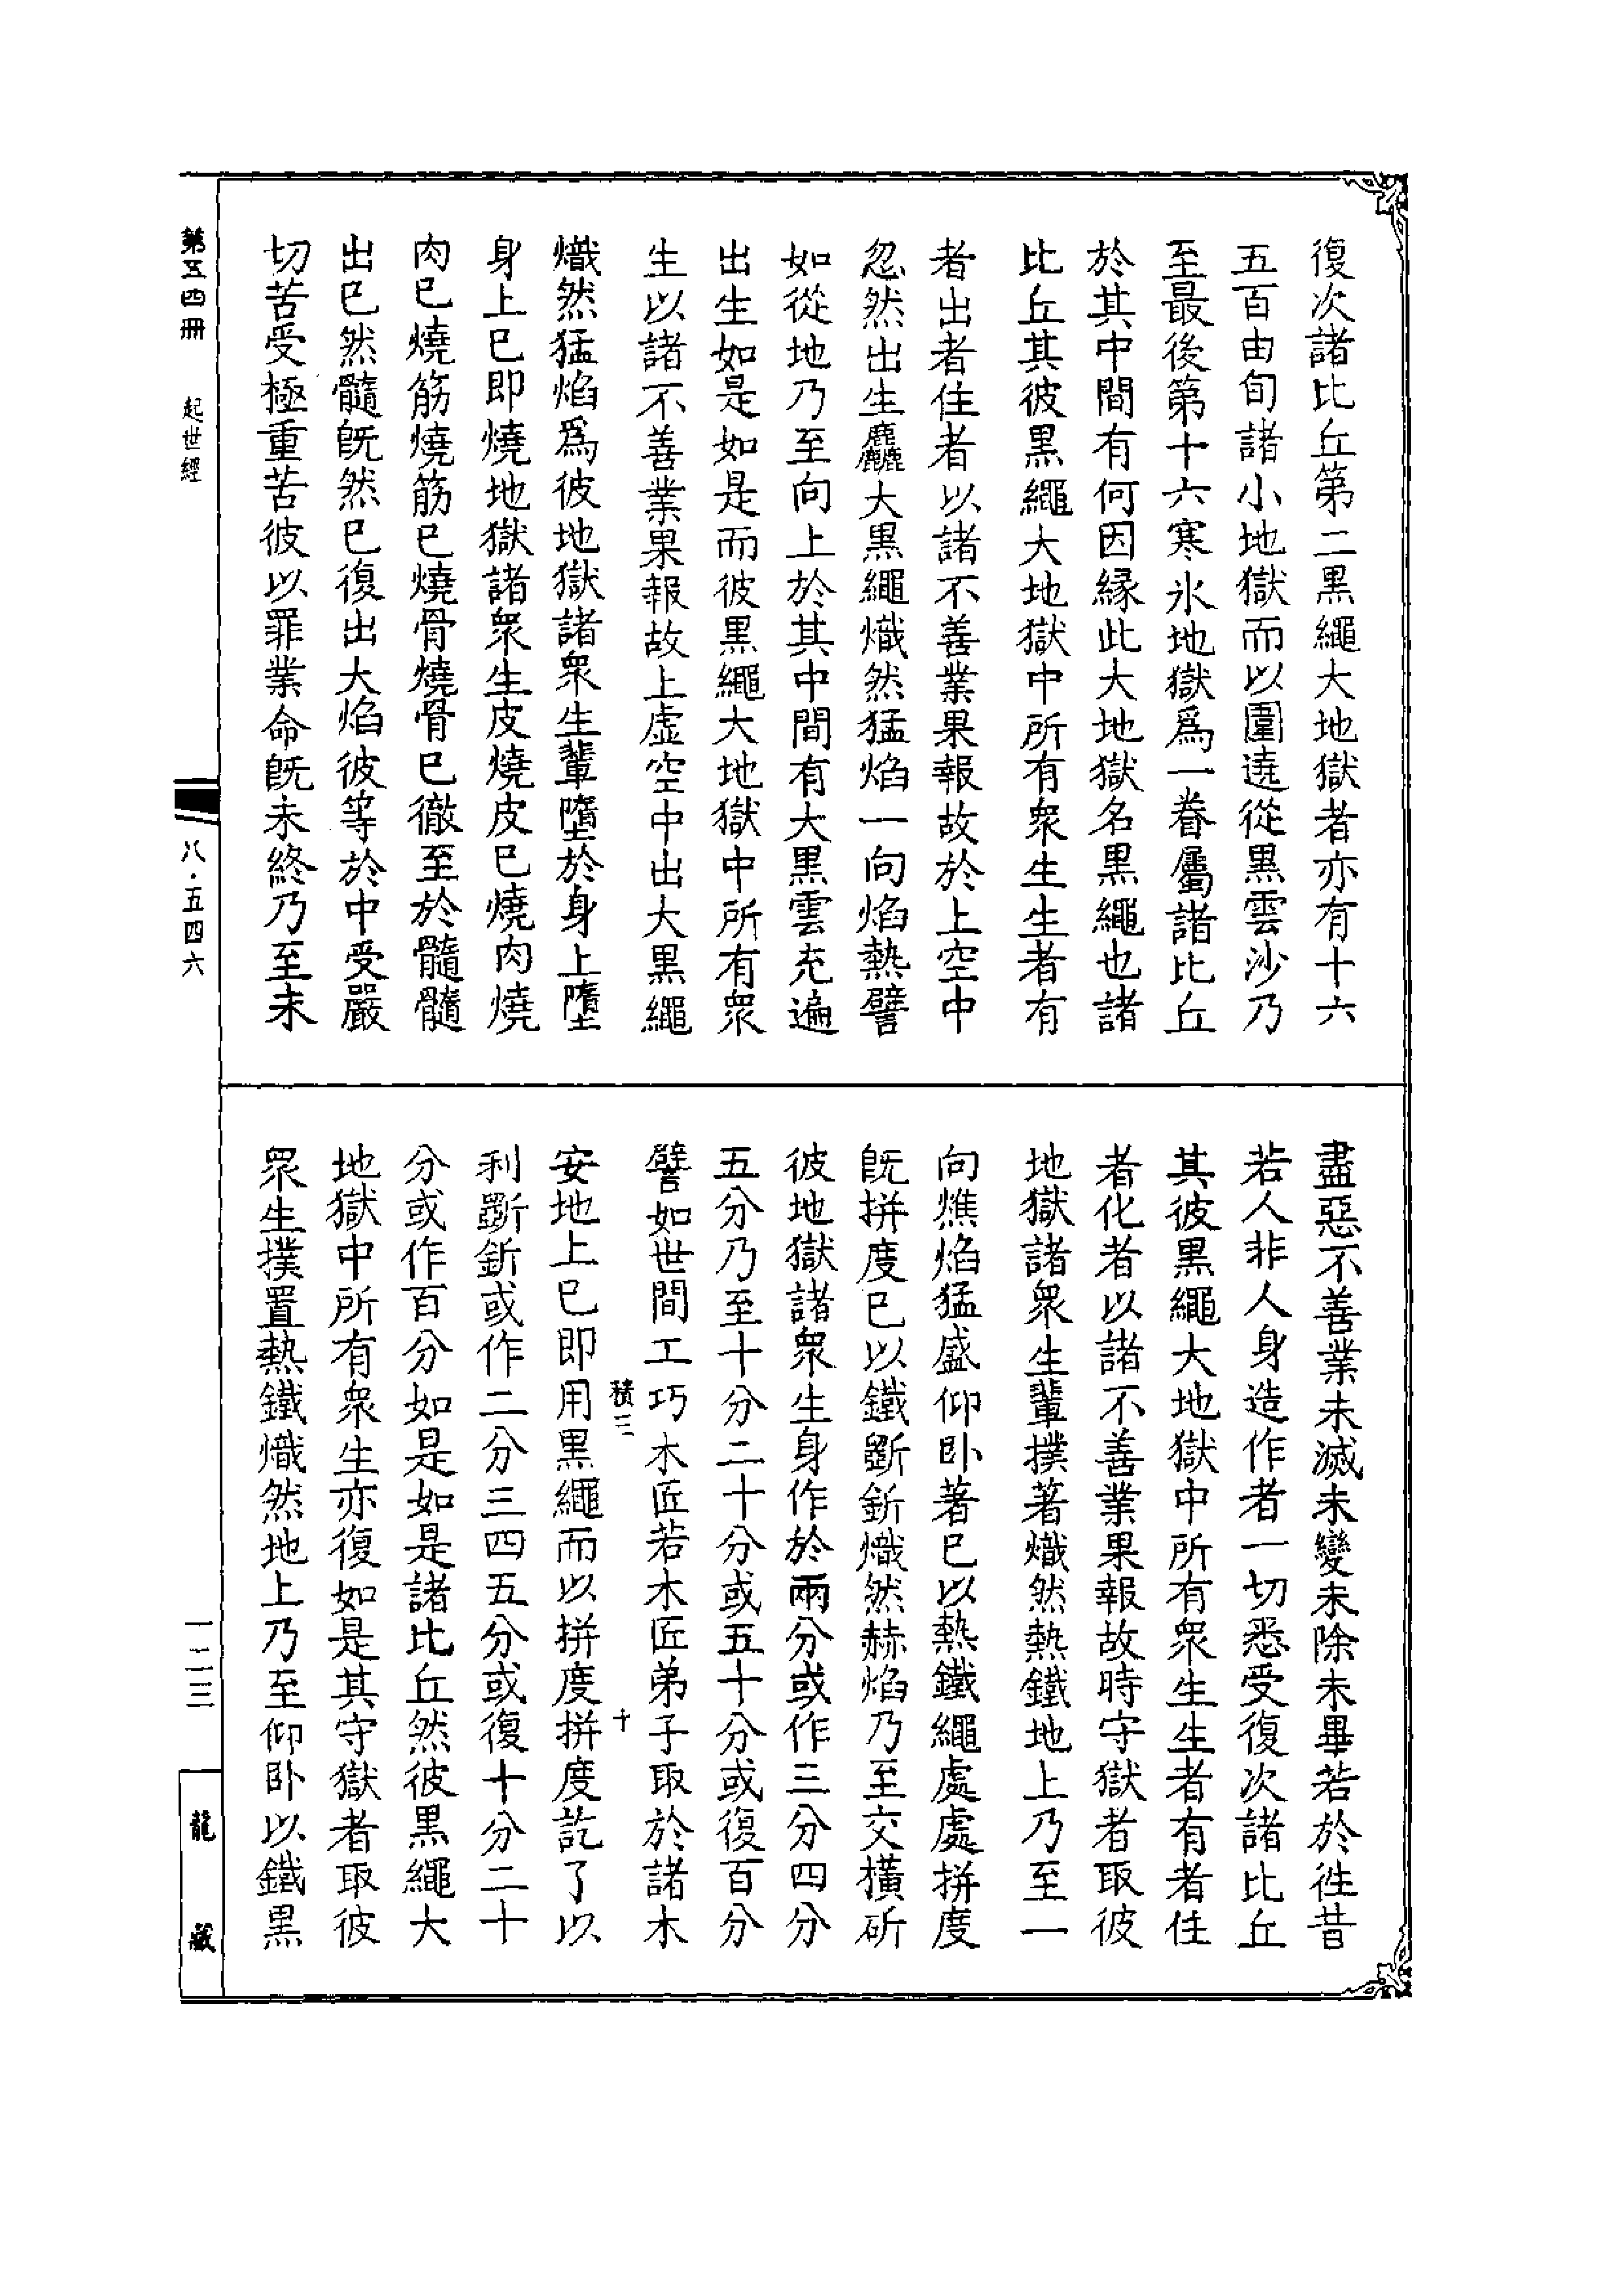 復次諸比丘第二黑繩大地獄者亦有十六
五百由旬諸小地獄而以圍遶從黑雲沙乃
至最後第十六寒氷地獄爲一眷屬諸比丘
於其中間有何因縁此大地獄名黑繩也諸
比丘其彼黑繩大地獄中所有衆生生者有
者出者住者以諸不善業果報故於上空中
忽然出生麤大黑繩熾然猛焰一向焰熱譬
如從地乃至向上於其中間有大黑雲充遍
出生如是如是而彼黑繩大地獄中所有衆
生以諸不善業果報故上虛空中出大黑繩
熾然猛焰爲彼地獄諸衆生輩墮於身上墮
身上已即燒地獄諸衆生皮燒皮已燒肉燒
肉已燒筋燒筋已燒骨燒骨已徹至於髓髓
出已然髓旣然已復出大焰彼等於中受嚴
切苦受極重苦彼以罪業命旣未終乃至未
盡惡不善業未滅未變未除未畢若於徃昔
若人非人身造作者一切悉受復次諸比丘
其彼黑繩大地獄中所有衆生生者有者住
者化者以諸不善業果報故時守獄者取彼
地獄諸衆生輩撲著熾然熱鐵地上乃至一
向燋焰猛盛仰卧著已以熱鐵繩處處拼度
旣拼度已以鐵斷釿熾然赫焰乃至交橫斫
彼地獄諸衆生身作於兩分或作三分四分
五分乃至十分二十分或五十分或復百分
譬如世間工巧木匠若木匠弟子取於諸木
積三 十
安地上已即用黑繩而以拼度拼度訖了以
利斷釿或作二分三四五分或復十分二十
分或作百分如是如是諸比丘然彼黑繩大
地獄中所有衆生亦復如是其守獄者取彼
衆生撲置熱鐵熾然地上乃至仰卧以鐵黑
第五四冊 起世經
八·五四六
一二三
龍藏